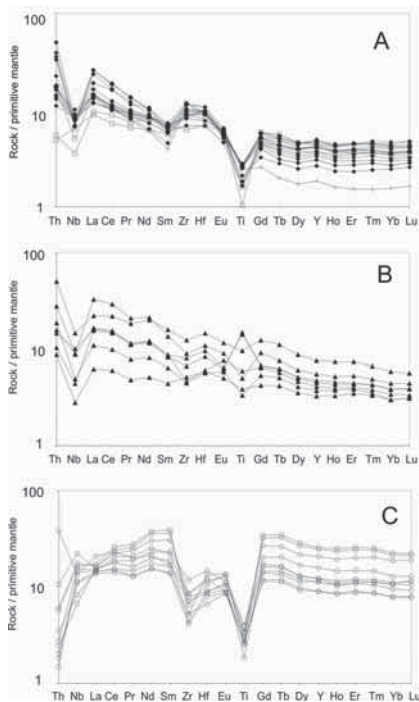 100
A
Rock / primitive mantle
10
1
Th Nb La Ce Pr Nd Sm Zr Hf Eu Ti Gd Tb Dy Y Ho Er Tm Yb Lu
100
B
Rock / primitive mantle
10
1
Th Nb La Ce Pr Nd Sm Zr Hf Eu Ti Gd Tb Dy Y Ho Er Tm Yb Lu
100
C
Rock / primitive mantle
10
1
Th Nb La Ce Pr Nd Sm Zr Hf Eu Ti Gd Tb Dy Y Ho Er Tm Yb Lu